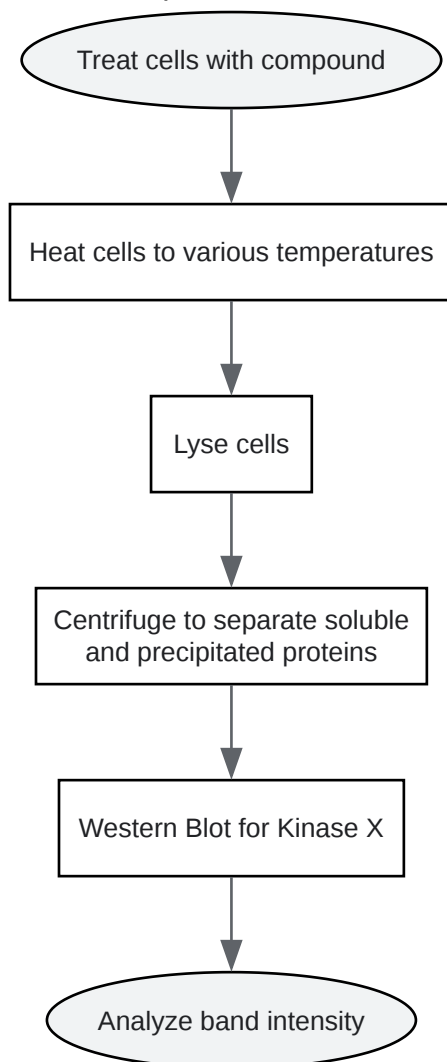 Treat cells with compound
Heat cells to various temperatures
Lyse cells
Centrifuge to separate soluble
and precipitated proteins
Western Blot for Kinase X
Analyze band intensity